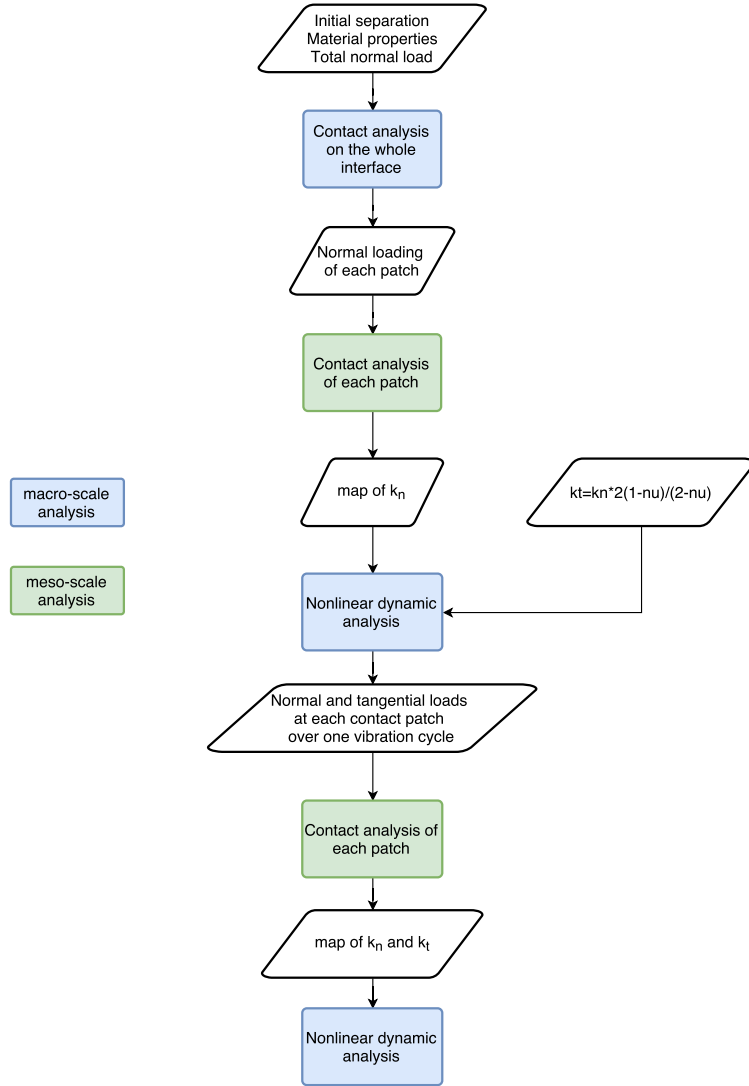 Initial separation
Material properties
Total normal load
Contact analysis
on the whole
interface
Normal loading
of each patch
Contact analysis
of each patch
macro-scale
analysis
map of kn
kt=kn*2(1-nu)/(2-nu)
meso-scale
analysis
Nonlinear dynamic
analysis
Normal and tangential loads
at each contact patch
over one vibration cycle
Contact analysis of
each patch
map of kn and kt
Nonlinear dynamic
analysis